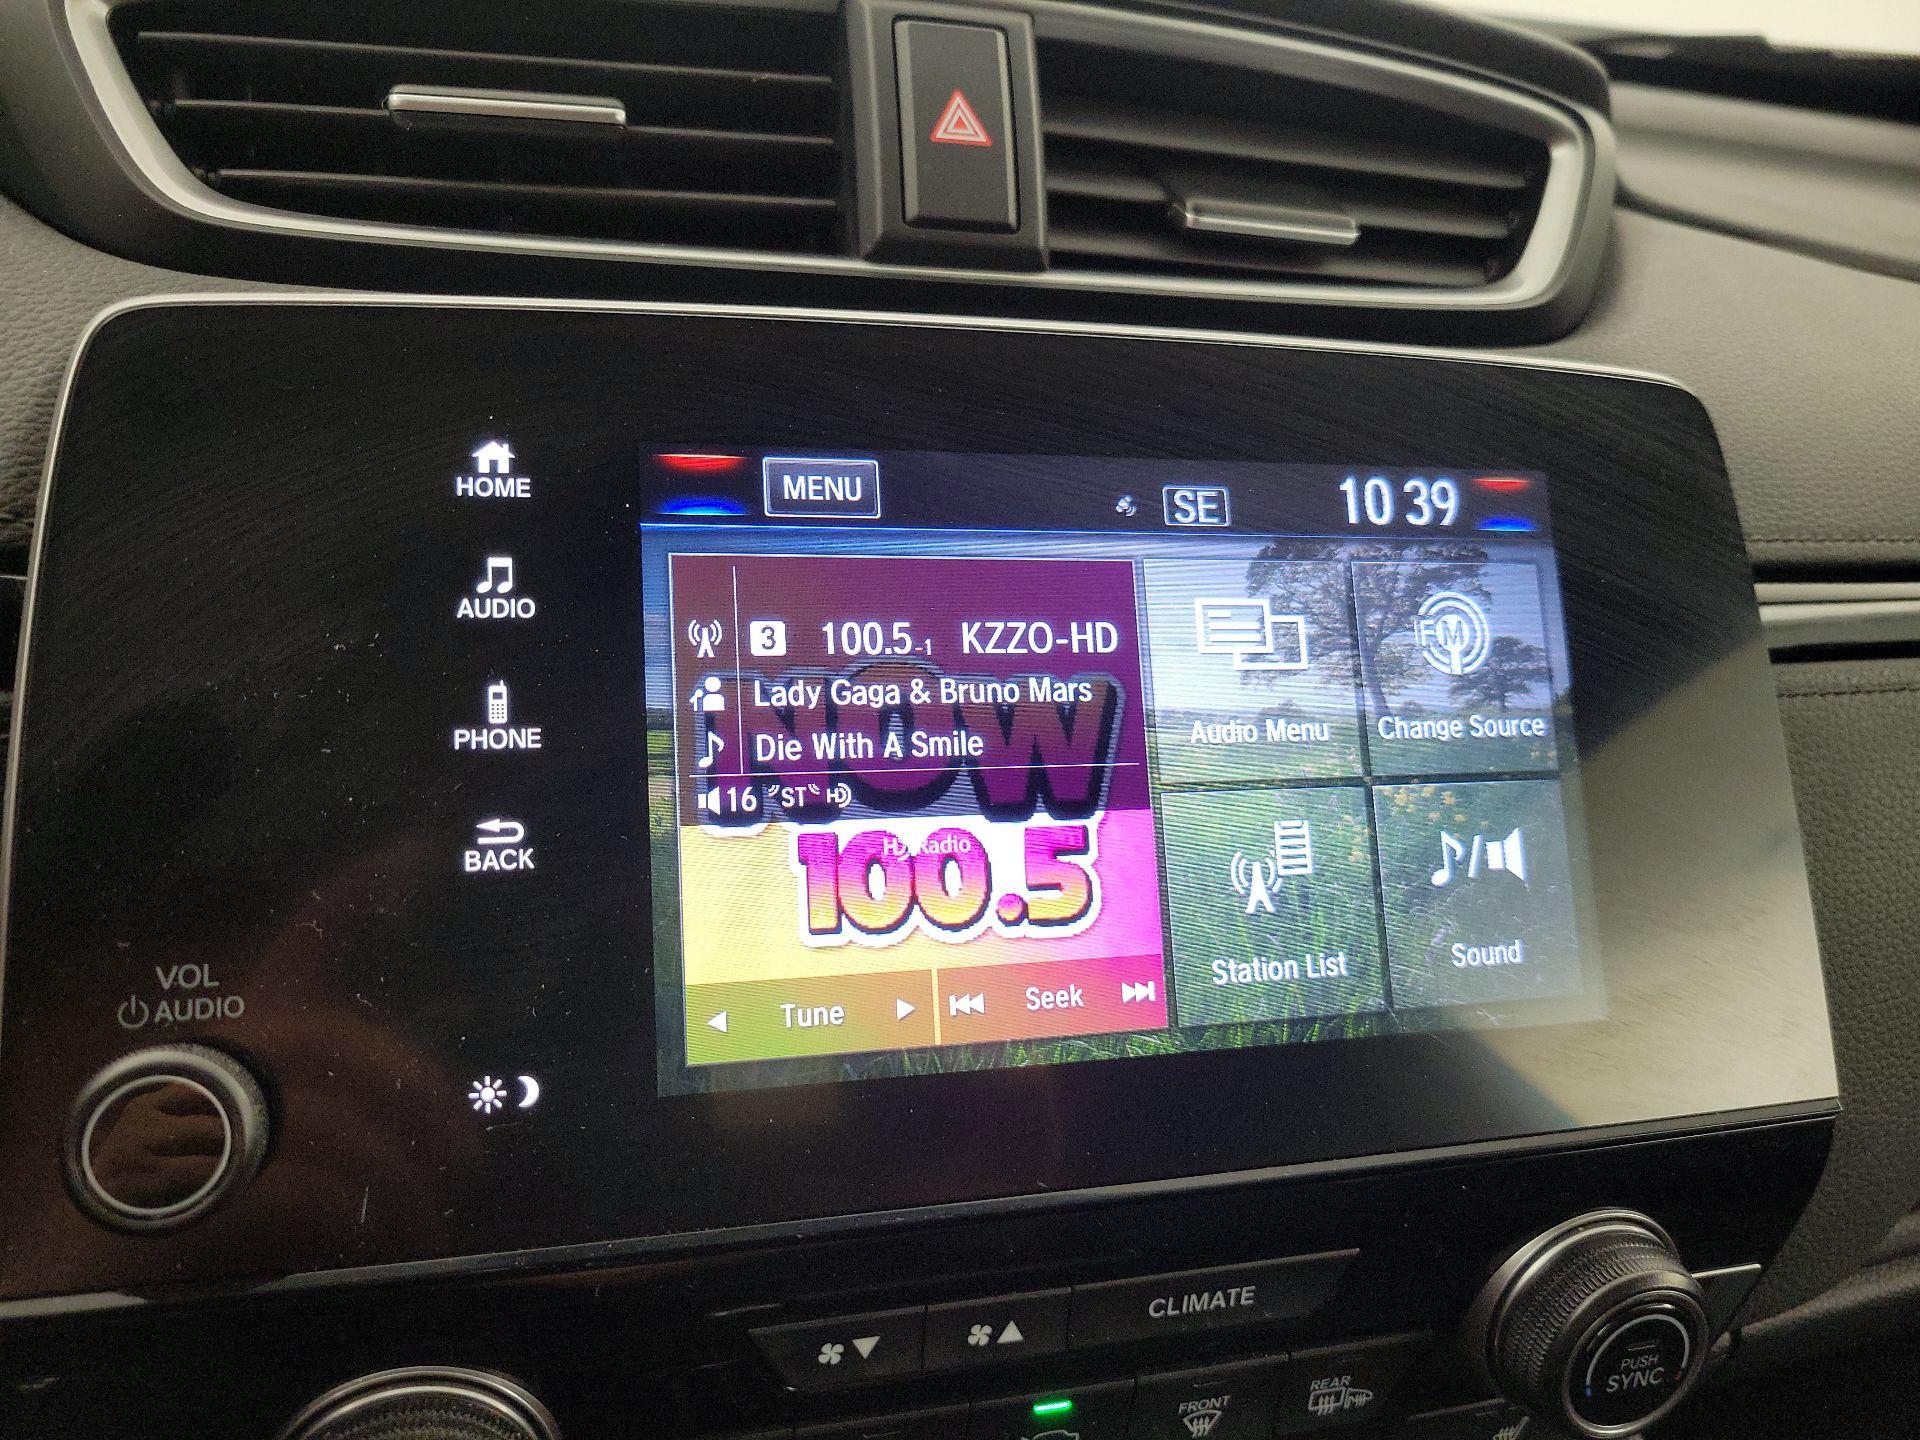 HOME
AUDIO
PHONE
BACK
VOL
AUDIO
MENU
SE
10 39
3 100.5-1 KZZO-HD
Lady Gaga & Bruno Mars
Die With A Smile
16 ST HD
NOW
100.5
HD Radio
Tune
Seek
Audio Menu
FM
Change Source
Station List
Sound
CLIMATE
PUSH
SYNC
FRONT
REAR